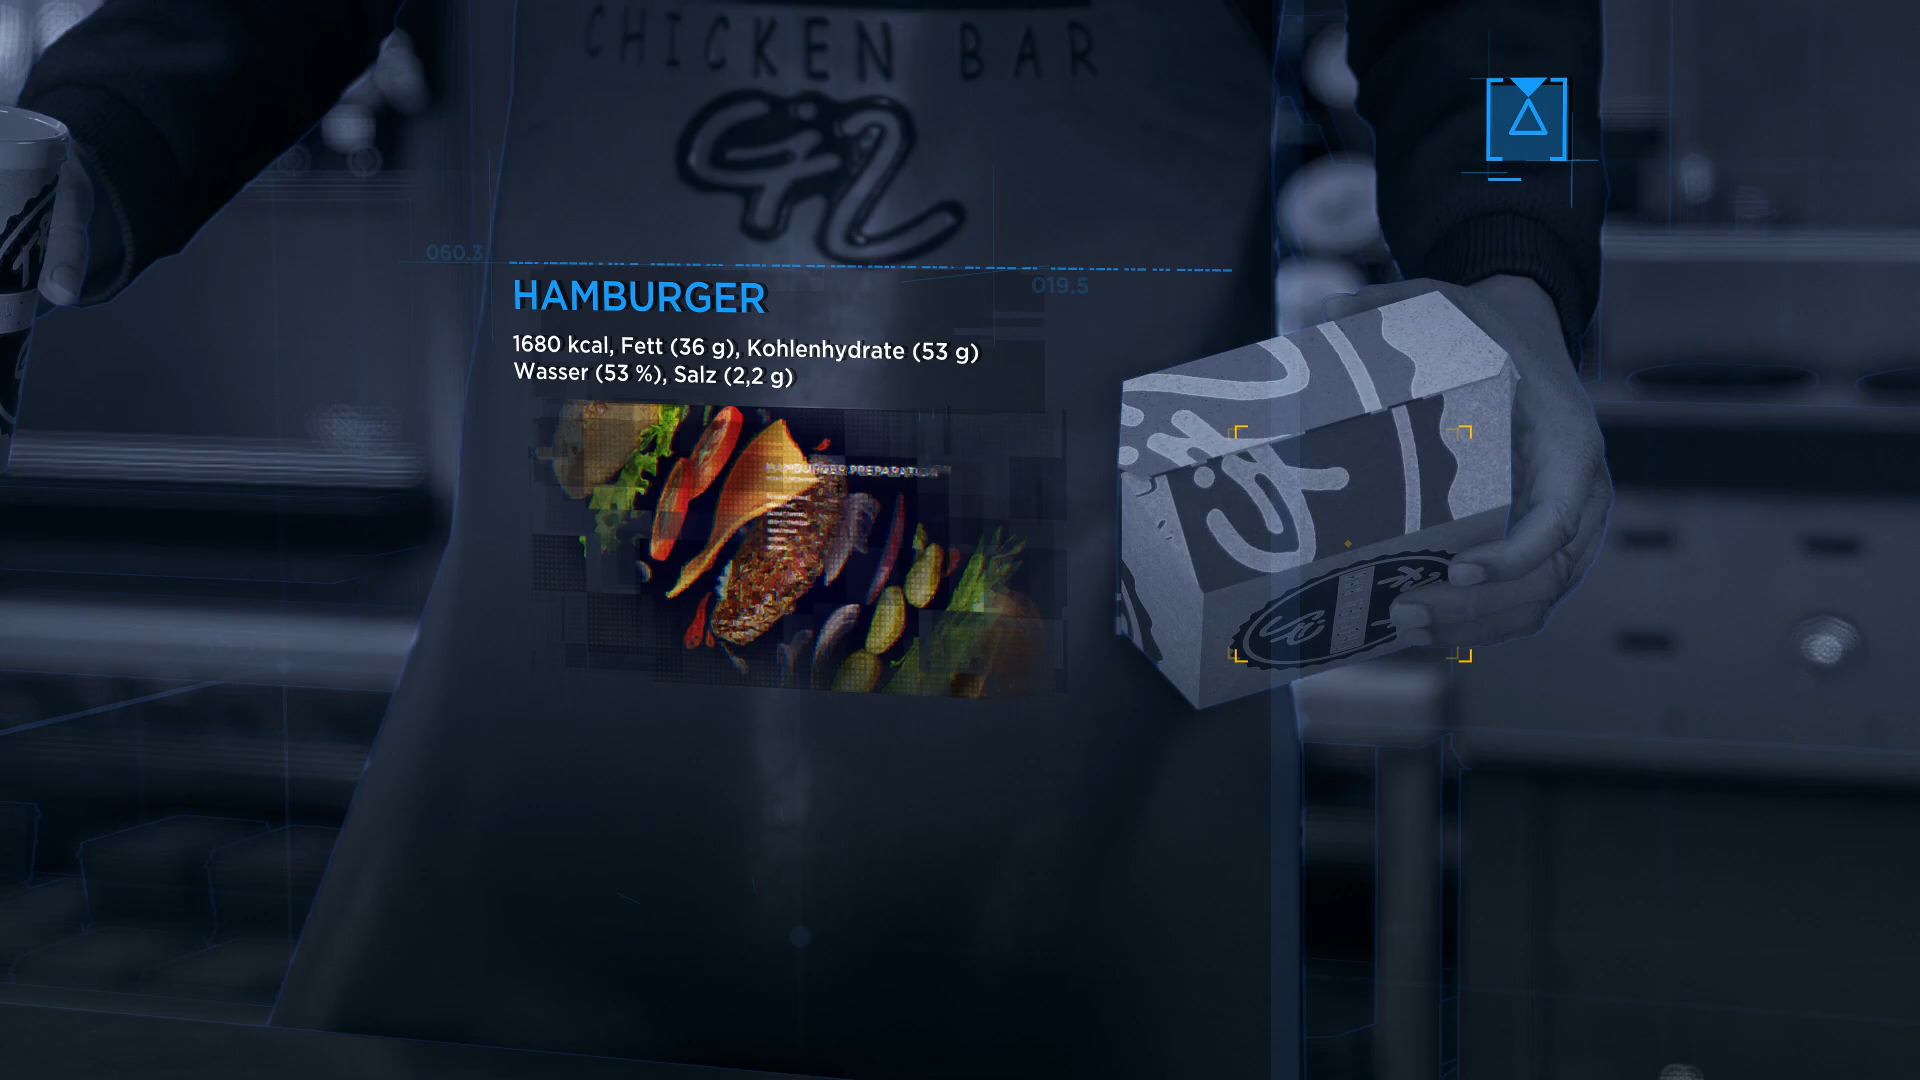 CHICKEN BAR
060.3
019.5
HAMBURGER
1680 kcal, Fett (36 g), Kohlenhydrate (53 g)
Wasser (53 %), Salz (2,2 g)
HAMBURGER PREPARATION